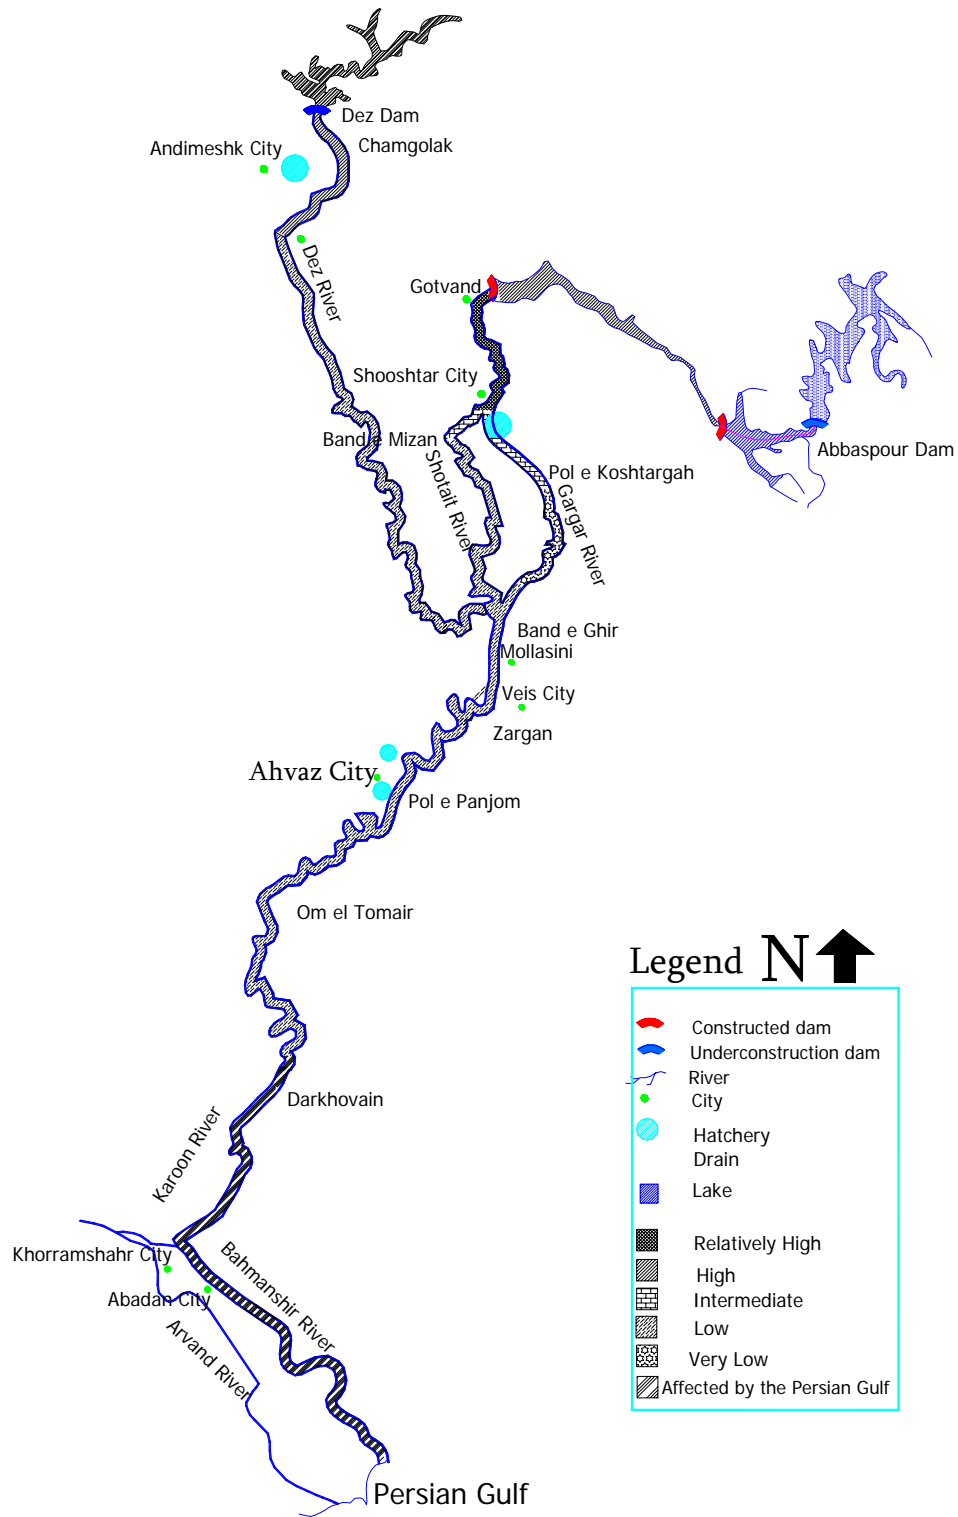 Dez Dam
Chamgolak
Andimeshk City
Dez River
Gotvand
Shooshtar City
Band e Mizan
Abbaspour Dam
Shotait River
Pol e Koshtargah
Gargar River
Band e Ghir
Mollasini
Veis City
Zargan
Ahvaz City
Pol e Panjom
Om el Tomair
Darkhovain
Karoon River
Khorramshahr City
Bahmanshir River
Abadan City
Arvand River
Persian Gulf
Legend N
Constructed dam
Underconstruction dam
River
City
Hatchery
Drain
Lake
Relatively High
High
Intermediate
Low
Very Low
Affected by the Persian Gulf